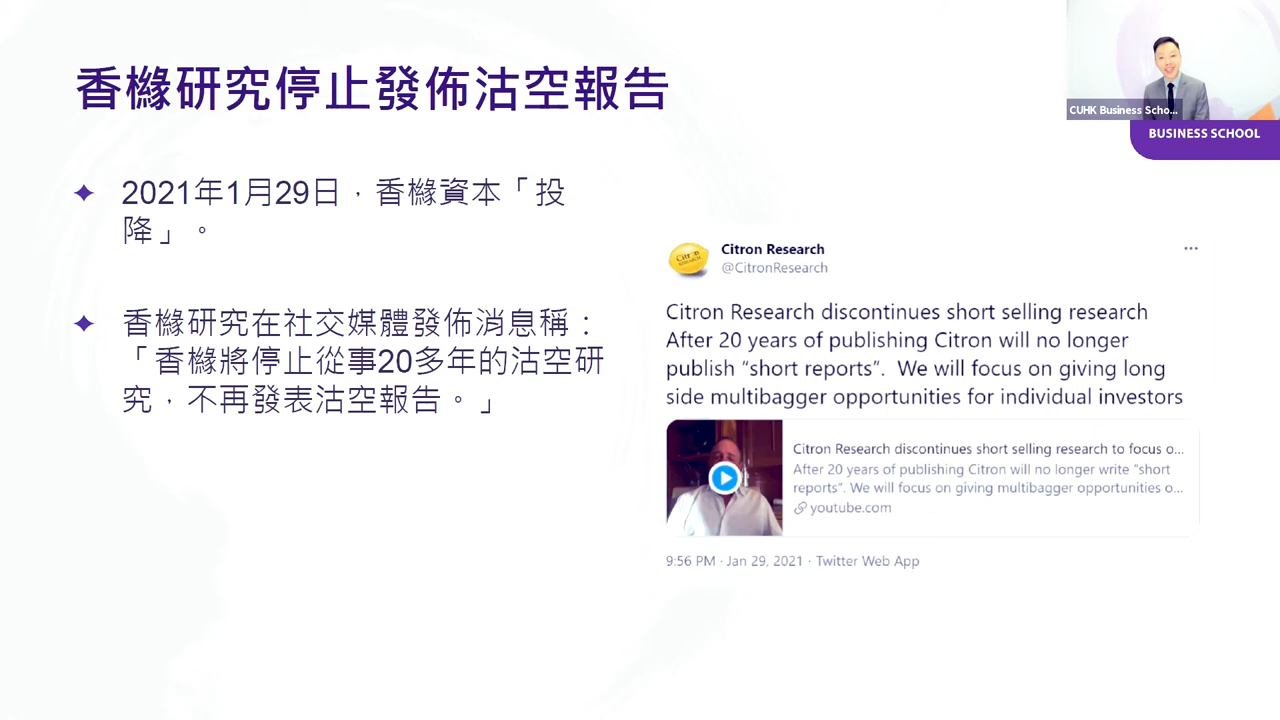 香櫞研究停止發佈沽空報告
CUHK Business Scho...
BUSINESS SCHOOL
2021年1月29日，香櫞資本「投
降」。
香櫞研究在社交媒體發佈消息稱：
「香櫞將停止從事20多年的沽空研
究，不再發表沽空報告。」
Citron
RESEARCH
Citron Research
@CitronResearch
Citron Research discontinues short selling research
After 20 years of publishing Citron will no longer
publish “short reports”. We will focus on giving long
side multibagger opportunities for individual investors
Citron Research discontinues short selling research to focus o...
After 20 years of publishing Citron will no longer write “short
reports”. We will focus on giving multibagger opportunities o...
youtube.com
9:56 PM · Jan 29, 2021 · Twitter Web App